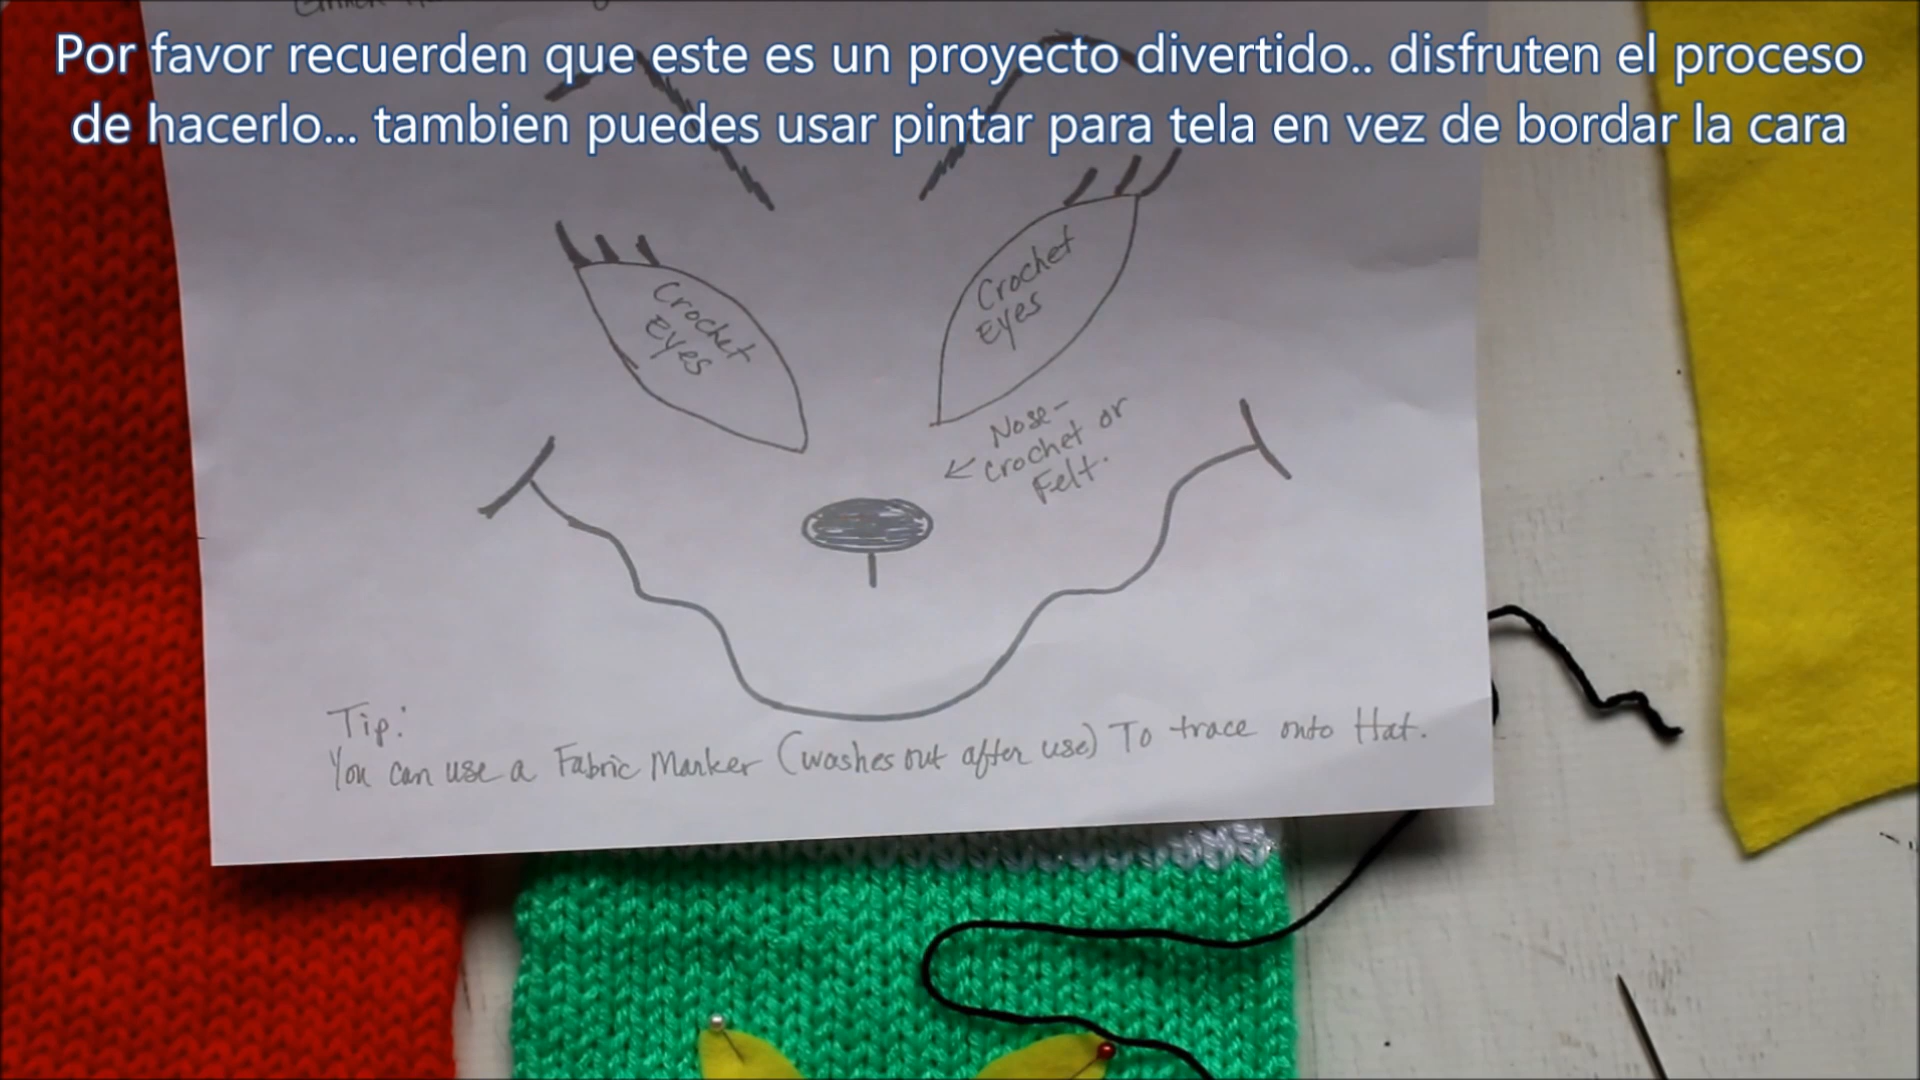 Por favor recuerden que este es un proyecto divertido.. disfruten el proceso
de hacerlo... tambien puedes usar pintar para tela en vez de bordar la cara
Crochet
Eyes
Crochet
Eyes
Nose-
← crochet or
Felt.
Tip:
You can use a Fabric Marker (washes out after use) To trace onto Hat.